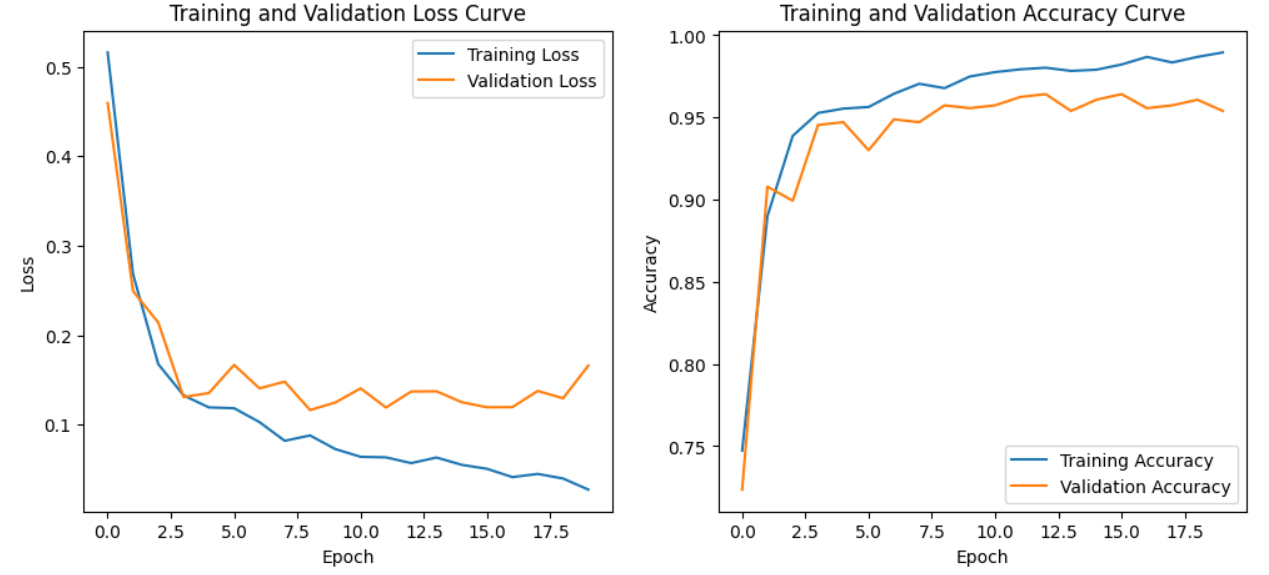 Training and Validation Loss Curve
Training Loss
Validation Loss
0.5
0.4
0.3
0.2
0.1
Loss
0.0 2.5 5.0 7.5 10.0 12.5 15.0 17.5
Epoch
Training and Validation Accuracy Curve
1.00
0.95
0.90
0.85
0.80
0.75
Accuracy
Training Accuracy
Validation Accuracy
0.0 2.5 5.0 7.5 10.0 12.5 15.0 17.5
Epoch